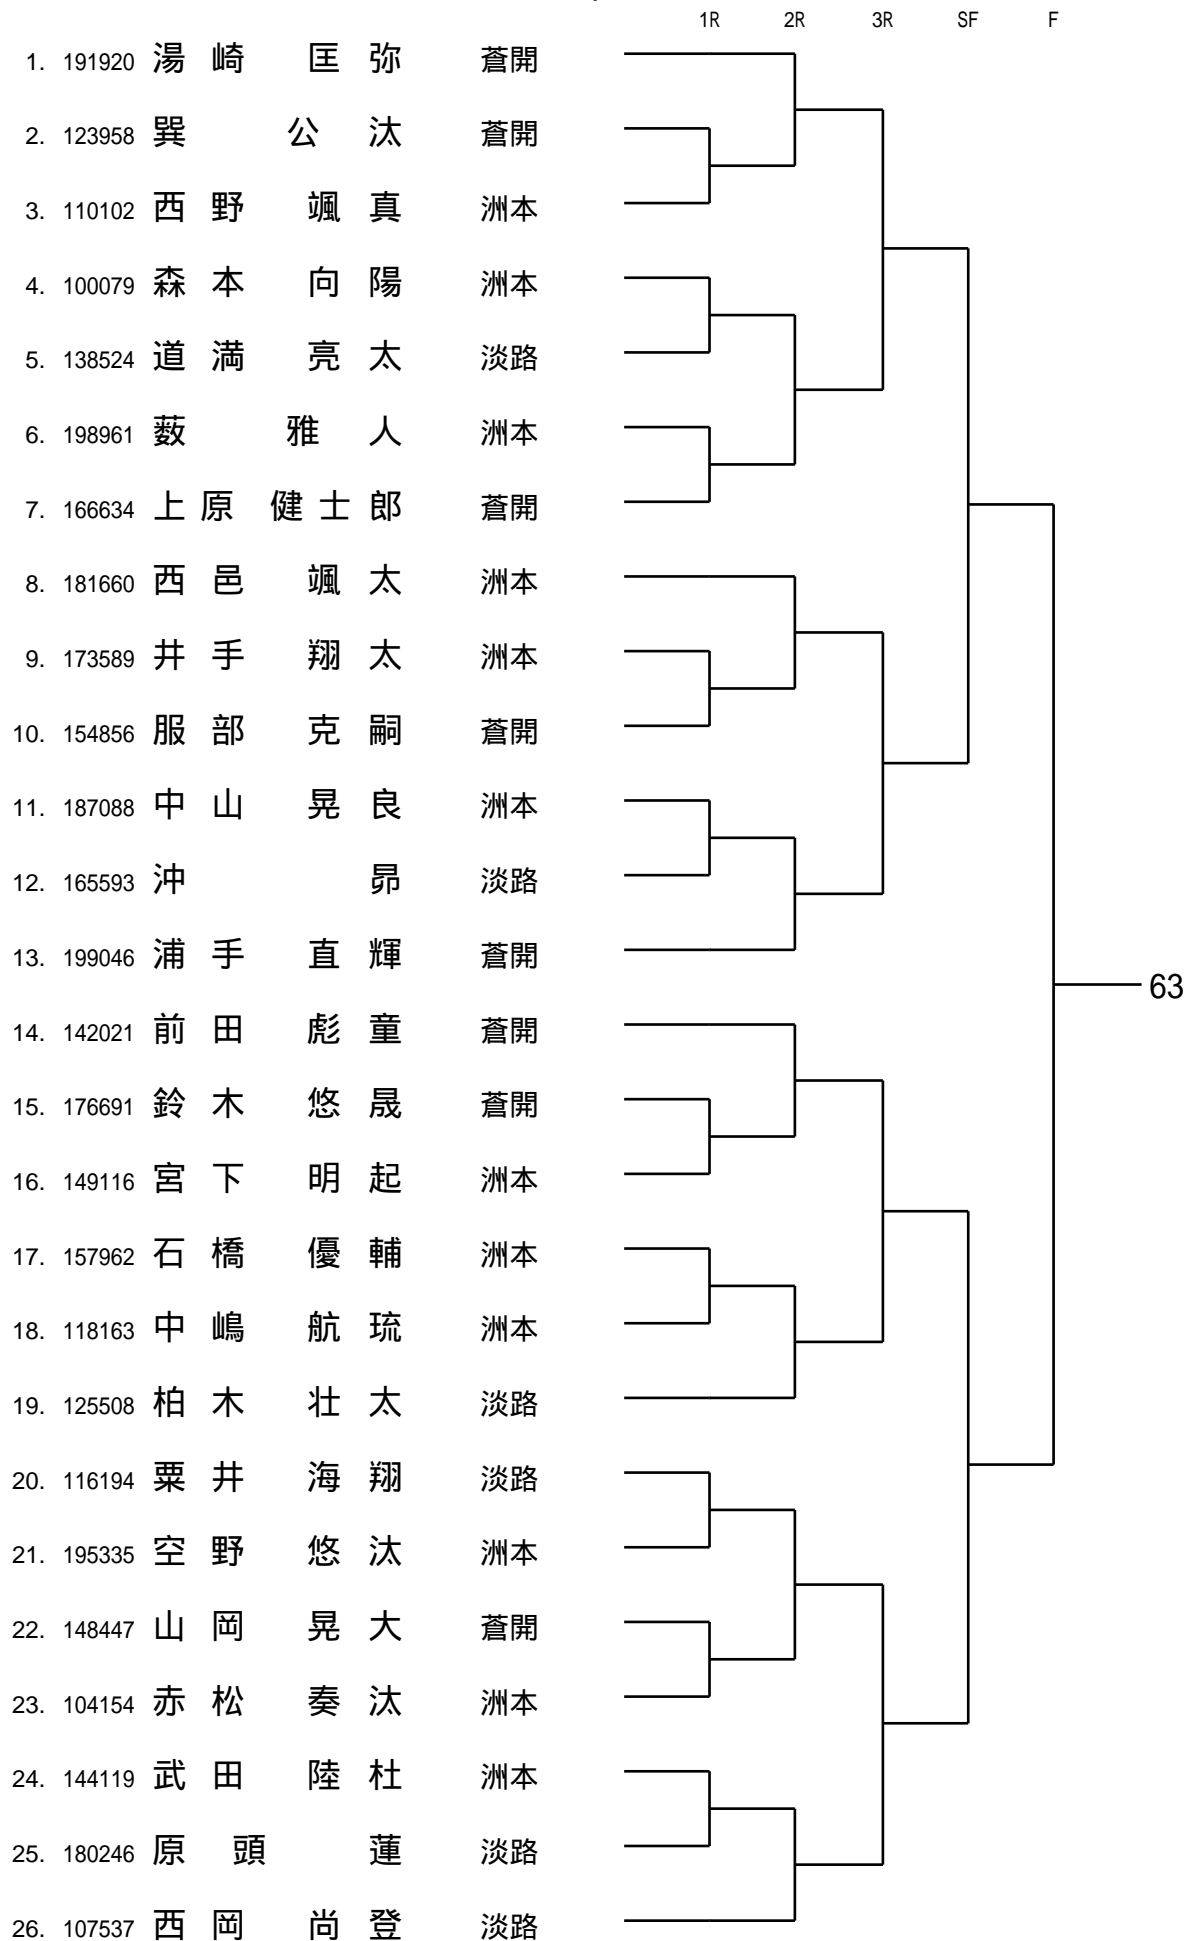 1R 2R 3R SF F
1. 191920 湯崎 匡弥 蒼開
2. 123958 巽 公汰 蒼開
3. 110102 西野 颯真 洲本
4. 100079 森本 向陽 洲本
5. 138524 道満 亮太 淡路
6. 198961 薮 雅人 洲本
7. 166634 上原 健士郎 蒼開
8. 181660 西邑 颯太 洲本
9. 173589 井手 翔太 洲本
10. 154856 服部 克嗣 蒼開
11. 187088 中山 晃良 洲本
12. 165593 沖 昴 淡路
13. 199046 浦手 直輝 蒼開
63
14. 142021 前田 彪童 蒼開
15. 176691 鈴木 悠晟 蒼開
16. 149116 宮下 明起 洲本
17. 157962 石橋 優輔 洲本
18. 118163 中嶋 航琉 洲本
19. 125508 柏木 壮太 淡路
20. 116194 粟井 海翔 淡路
21. 195335 空野 悠汰 洲本
22. 148447 山岡 晃大 蒼開
23. 104154 赤松 奏汰 洲本
24. 144119 武田 陸杜 洲本
25. 180246 原頭 蓮 淡路
26. 107537 西岡 尚登 淡路